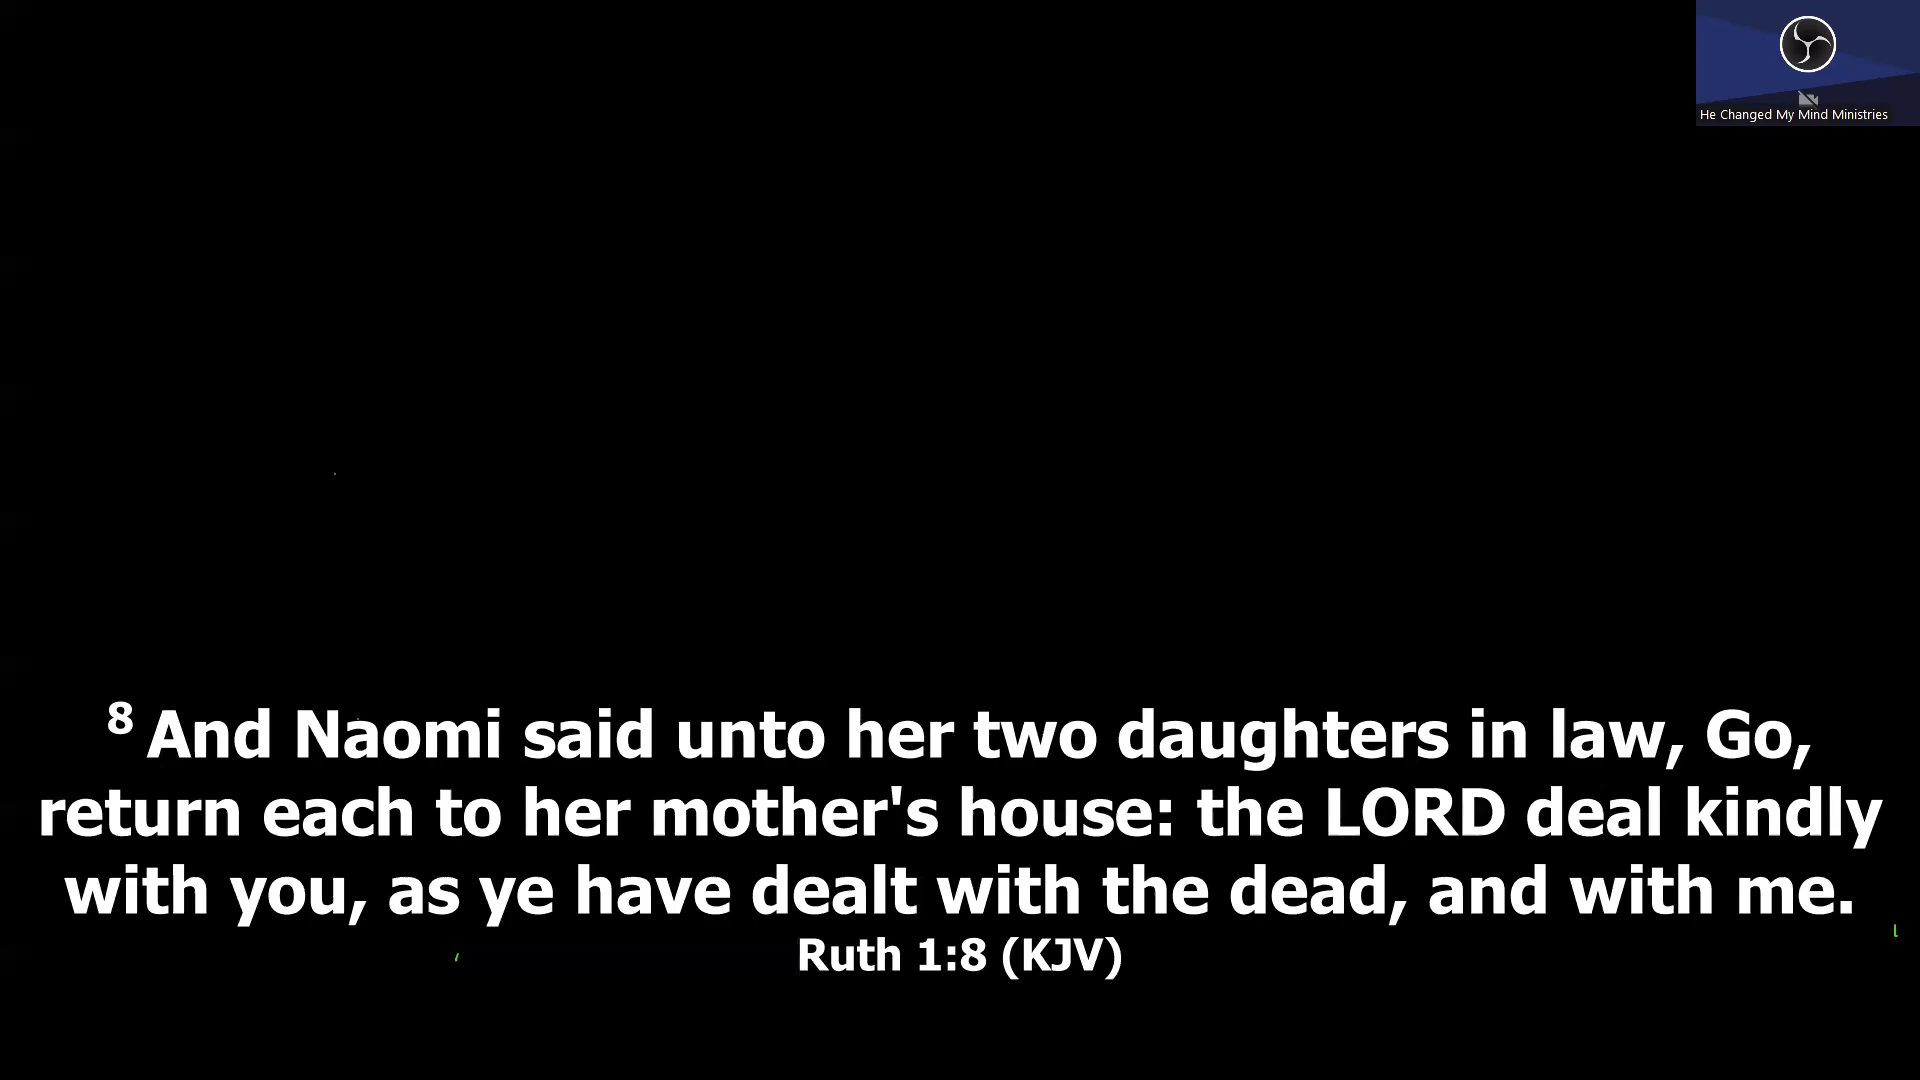 He Changed My Mind Ministries
8 And Naomi said unto her two daughters in law, Go,
return each to her mother's house: the LORD deal kindly
with you, as ye have dealt with the dead, and with me.
Ruth 1:8 (KJV)